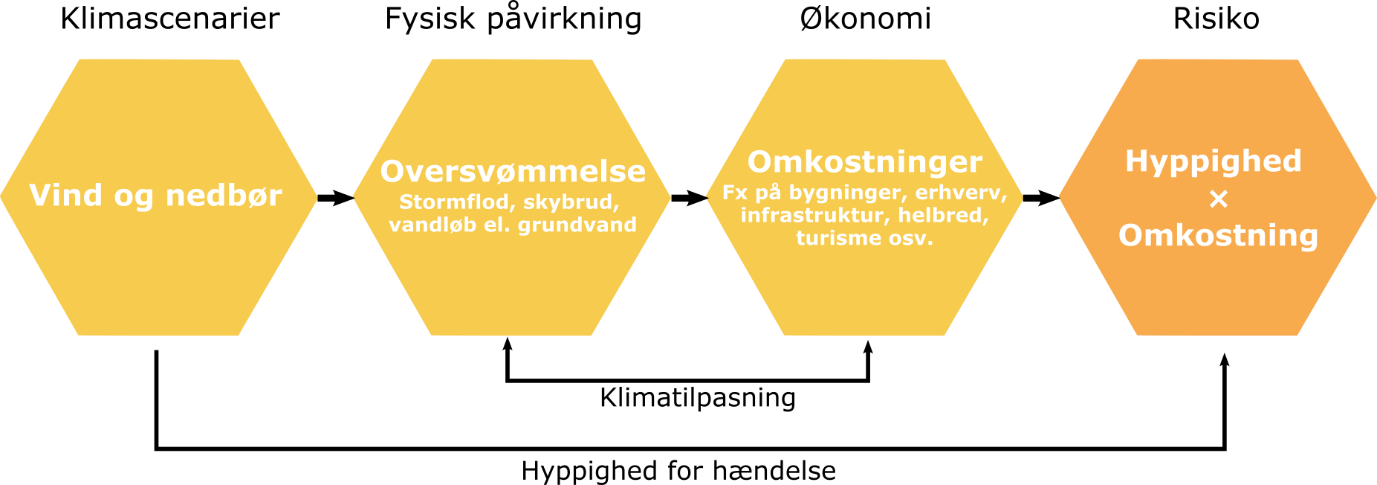 Klimascenarier
Fysisk påvirkning
Økonomi
Risiko
Vind og nedbør
Oversvømmelse
Stormflod, skybrud,
vandløb el. grundvand
Omkostninger
Fx på bygninger, erhverv,
infrastruktur, helbred,
turisme osv.
Hyppighed
×
Omkostning
Klimatilpasning
Hyppighed for hændelse